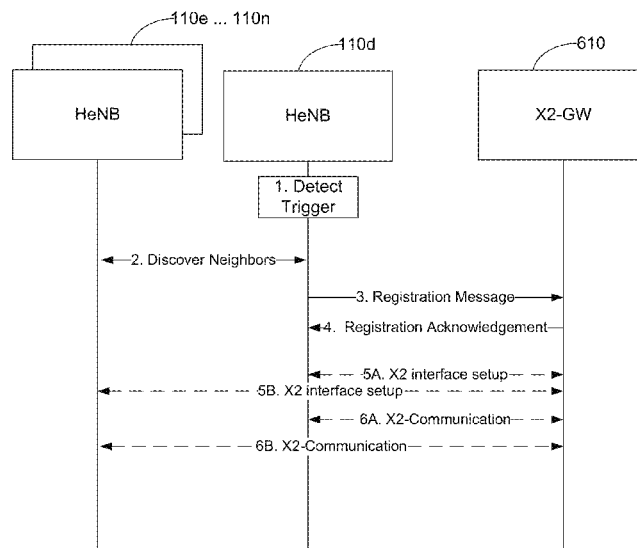 110e ... 110n
110d
610
HeNB
HeNB
X2-GW
1. Detect
Trigger
2. Discover Neighbors
3. Registration Message
4. Registration Acknowledgement
5A. X2 interface setup
5B. X2 interface setup
6A. X2-Communication
6B. X2-Communication